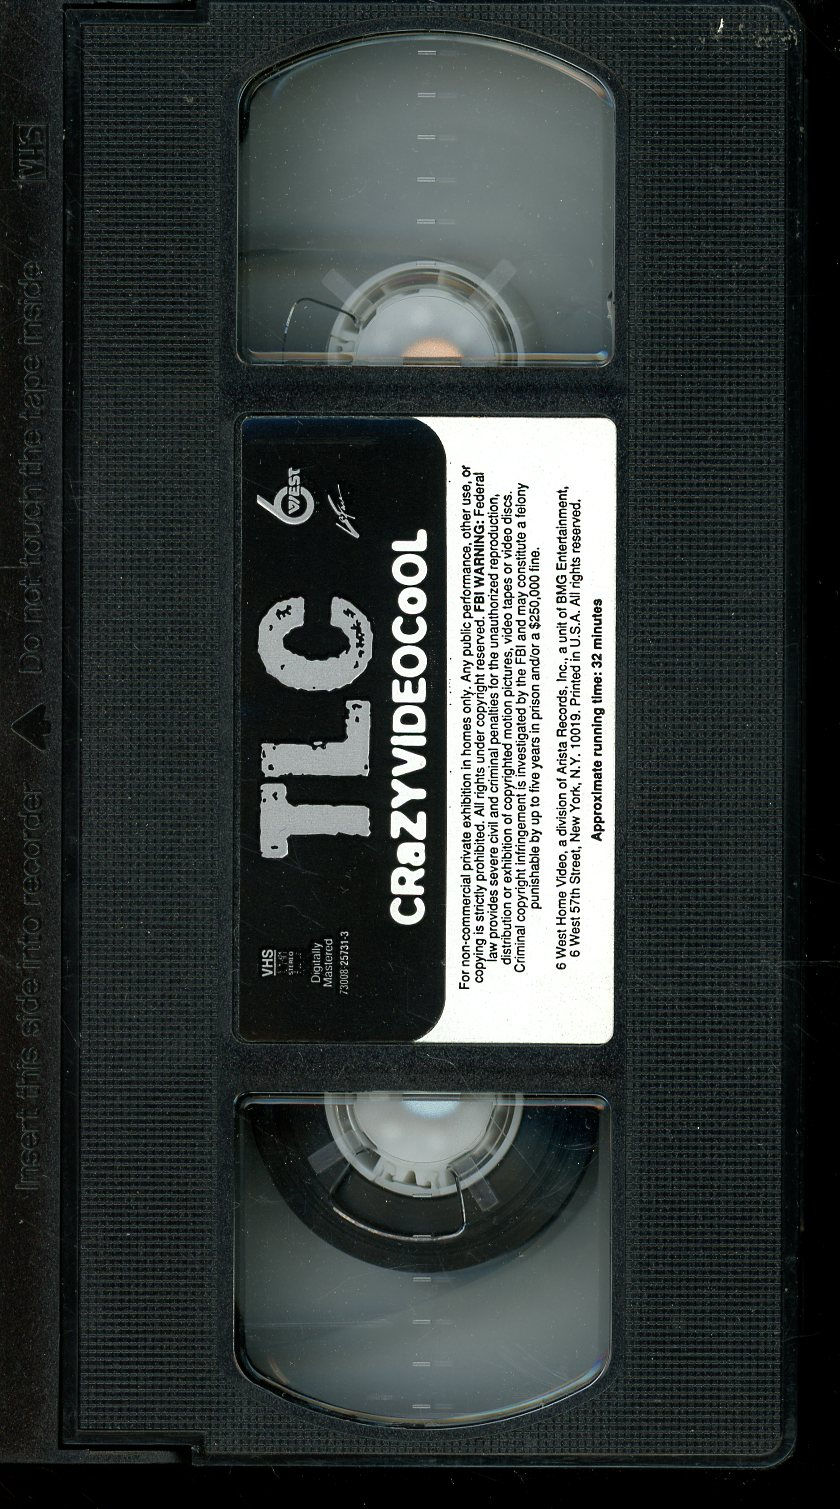 VHS
Insert this side into recorder ▲ Do not touch the tape inside
VHS
STEREO
Digitally
Mastered
73008-25731-3
TLC
CRaZYVIDEOCoOL
6 WEST
LaFace
For non-commercial private exhibition in homes only. Any public performance, other use, or
copying is strictly prohibited. All rights under copyright reserved. FBI WARNING: Federal
law provides severe civil and criminal penalties for the unauthorized reproduction,
distribution or exhibition of copyrighted motion pictures, video tapes or video discs.
Criminal copyright infringement is investigated by the FBI and may constitute a felony
punishable by up to five years in prison and/or a $250,000 fine.
6 West Home Video, a division of Arista Records, Inc., a unit of BMG Entertainment,
6 West 57th Street, New York, N.Y. 10019. Printed in U.S.A. All rights reserved.
Approximate running time: 32 minutes